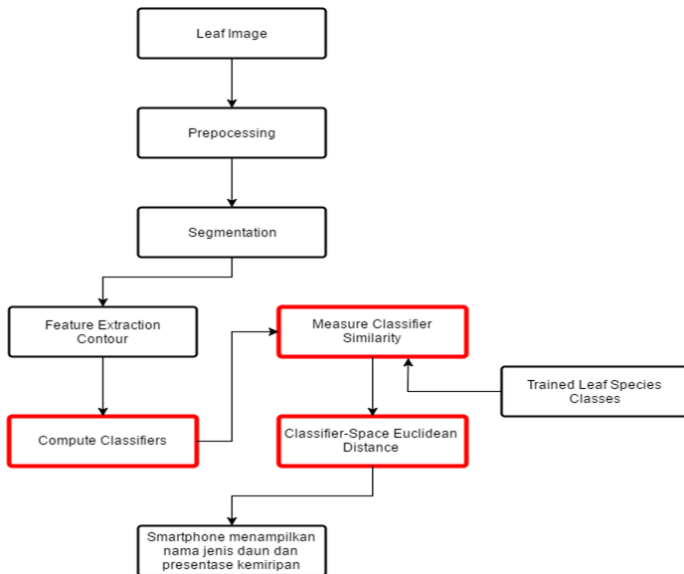 Leaf Image
Prepocessing
Segmentation
Feature Extraction
Contour
Measure Classifier
Similarity
Trained Leaf Species
Classes
Compute Classifiers
Classifier-Space Euclidean
Distance
Smartphone menampilkan
nama jenis daun dan
presentase kemiripan